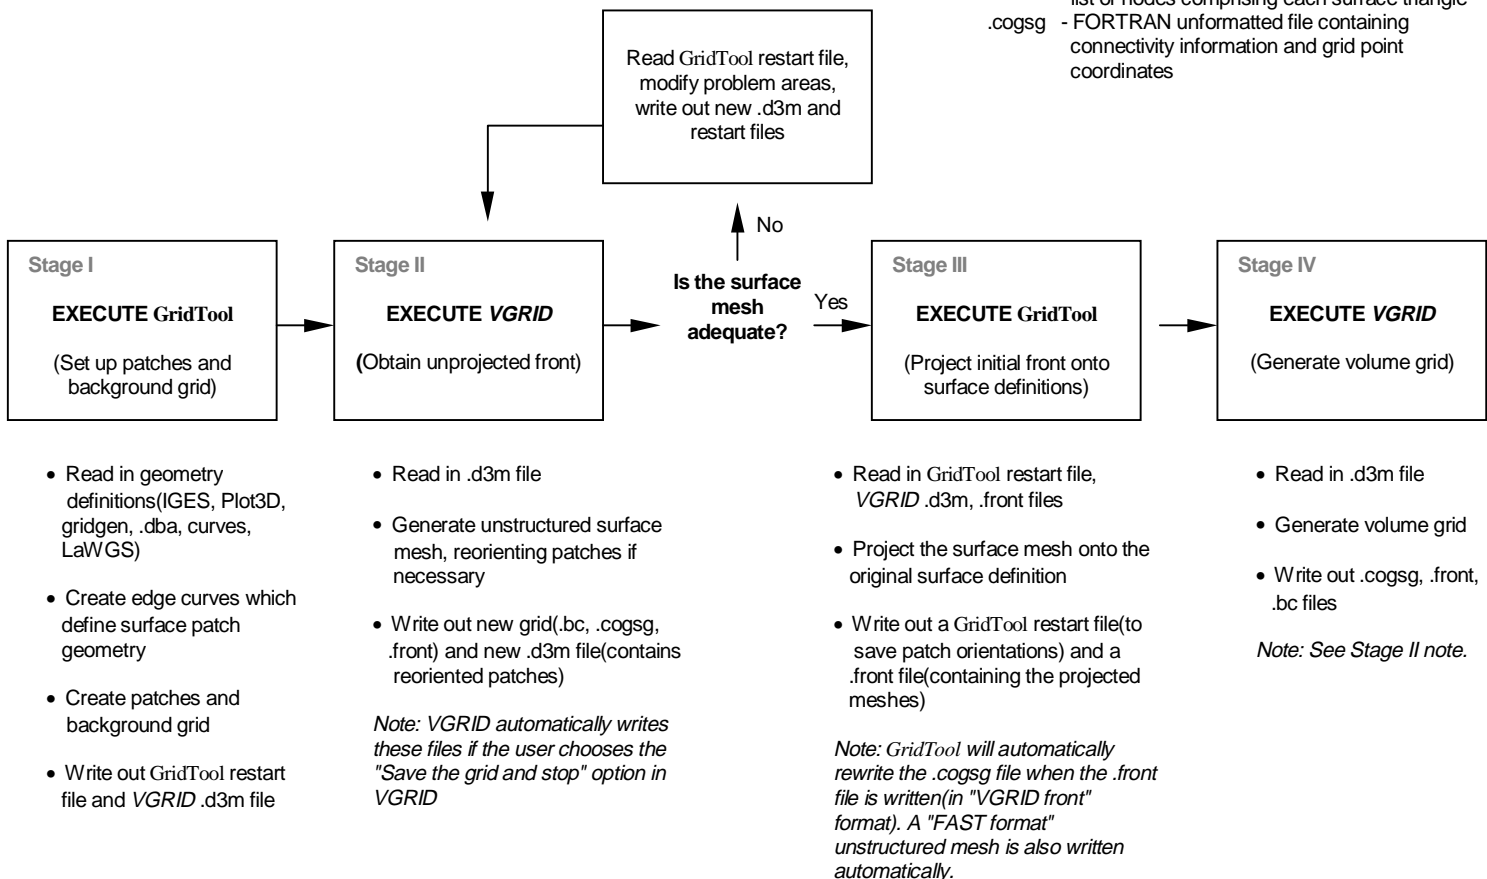 list of nodes comprising each surface triangle
.cogsg - FORTRAN unformatted file containing
connectivity information and grid point
coordinates
Read GridTool restart file,
modify problem areas,
write out new .d3m and
restart files
No
Stage I
EXECUTE GridTool
(Set up patches and
background grid)
Stage II
EXECUTE VGRID
(Obtain unprojected front)
Is the surface
mesh
adequate?
Yes
Stage III
EXECUTE GridTool
(Project initial front onto
surface definitions)
Stage IV
EXECUTE VGRID
(Generate volume grid)
• Read in geometry
definitions(IGES, Plot3D,
gridgen, .dba, curves,
LaWGS)
• Create edge curves which
define surface patch
geometry
• Create patches and
background grid
• Write out GridTool restart
file and VGRID .d3m file
• Read in .d3m file
• Generate unstructured surface
mesh, reorienting patches if
necessary
• Write out new grid(.bc, .cogsg,
.front) and new .d3m file(contains
reoriented patches)
Note: VGRID automatically writes
these files if the user chooses the
"Save the grid and stop" option in
VGRID
• Read in GridTool restart file,
VGRID .d3m, .front files
• Project the surface mesh onto the
original surface definition
• Write out a GridTool restart file(to
save patch orientations) and a
.front file(containing the projected
meshes)
Note: GridTool will automatically
rewrite the .cogsg file when the .front
file is written(in "VGRID front"
format). A "FAST format"
unstructured mesh is also written
automatically.
• Read in .d3m file
• Generate volume grid
• Write out .cogsg, .front,
.bc files
Note: See Stage II note.